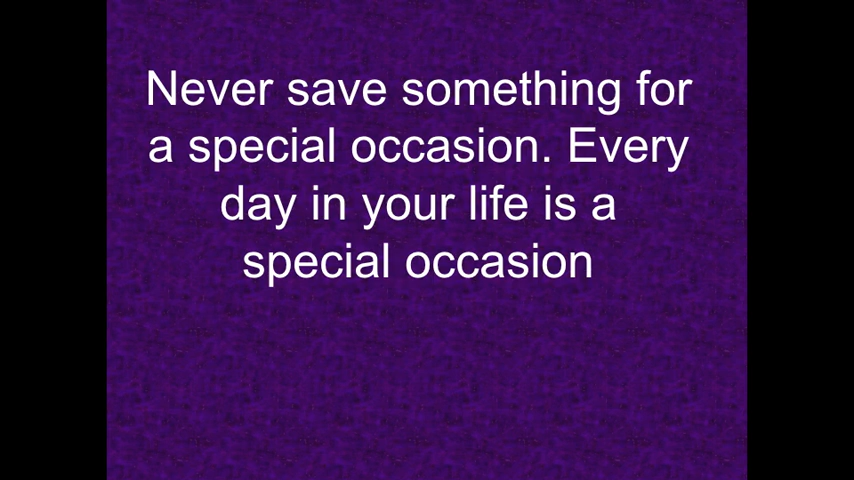 Never save something for
a special occasion. Every
day in your life is a
special occasion